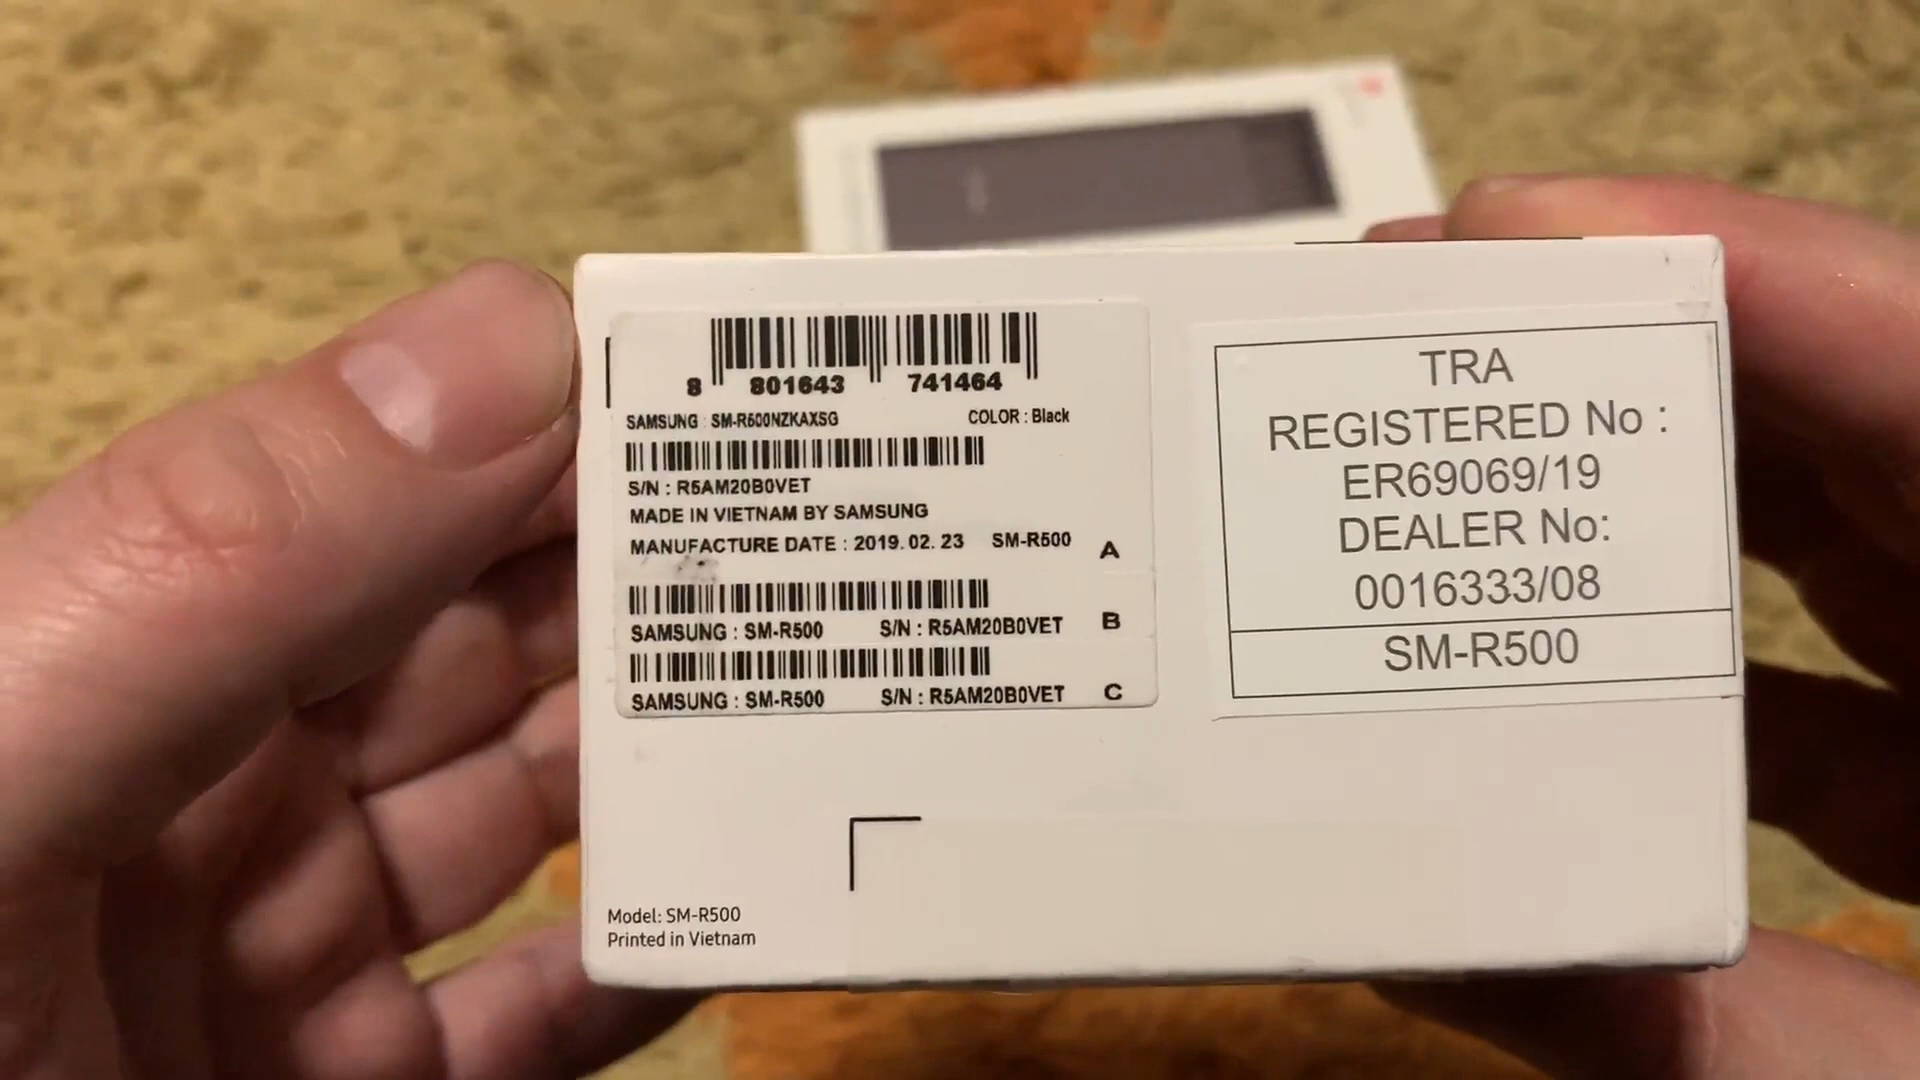 8 801643 741464
SAMSUNG : SM-R500NZKAXSG COLOR : Black
S/N : R5AM20B0VET
MADE IN VIETNAM BY SAMSUNG
MANUFACTURE DATE : 2019. 02. 23 SM-R500 A
SAMSUNG : SM-R500 S/N : R5AM20B0VET B
SAMSUNG : SM-R500 S/N : R5AM20B0VET C
TRA
REGISTERED No :
ER69069/19
DEALER No:
0016333/08
SM-R500
Model: SM-R500
Printed in Vietnam